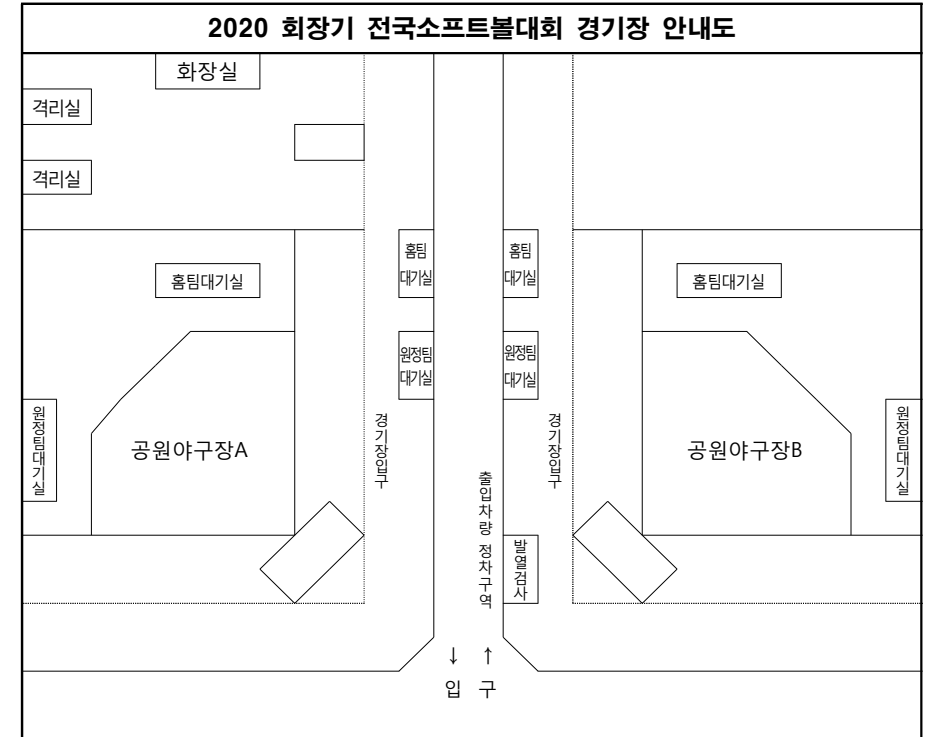 2020 회장기 전국소프트볼대회 경기장 안내도
화장실
격리실
격리실
홈팀
대기실
홈팀
대기실
홈팀대기실
홈팀대기실
원정팀
대기실
원정팀
대기실
원정팀대기실
공원야구장A
경기장입구
출입차량 정차구역
경기장입구
공원야구장B
원정팀대기실
발열검사
↓ ↑
입 구